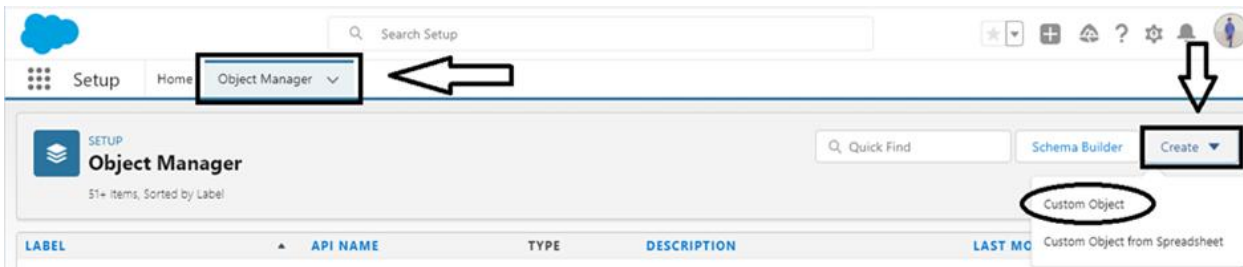 Search Setup
Setup Home Object Manager
SETUP
Object Manager
51+ Items, Sorted by Label
Quick Find Schema Builder Create
Custom Object
Custom Object from Spreadsheet
LABEL API NAME TYPE DESCRIPTION LAST MO